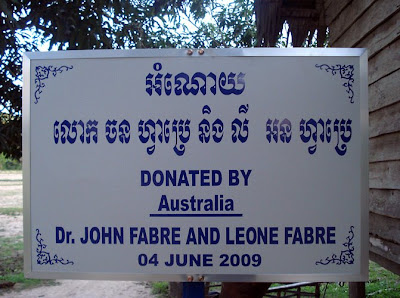 អំណោយ
លោក ចន ហ្វាប្រេ និង លី អន ហ្វាប្រេ
DONATED BY
Australia
Dr. JOHN FABRE AND LEONE FABRE
04 JUNE 2009